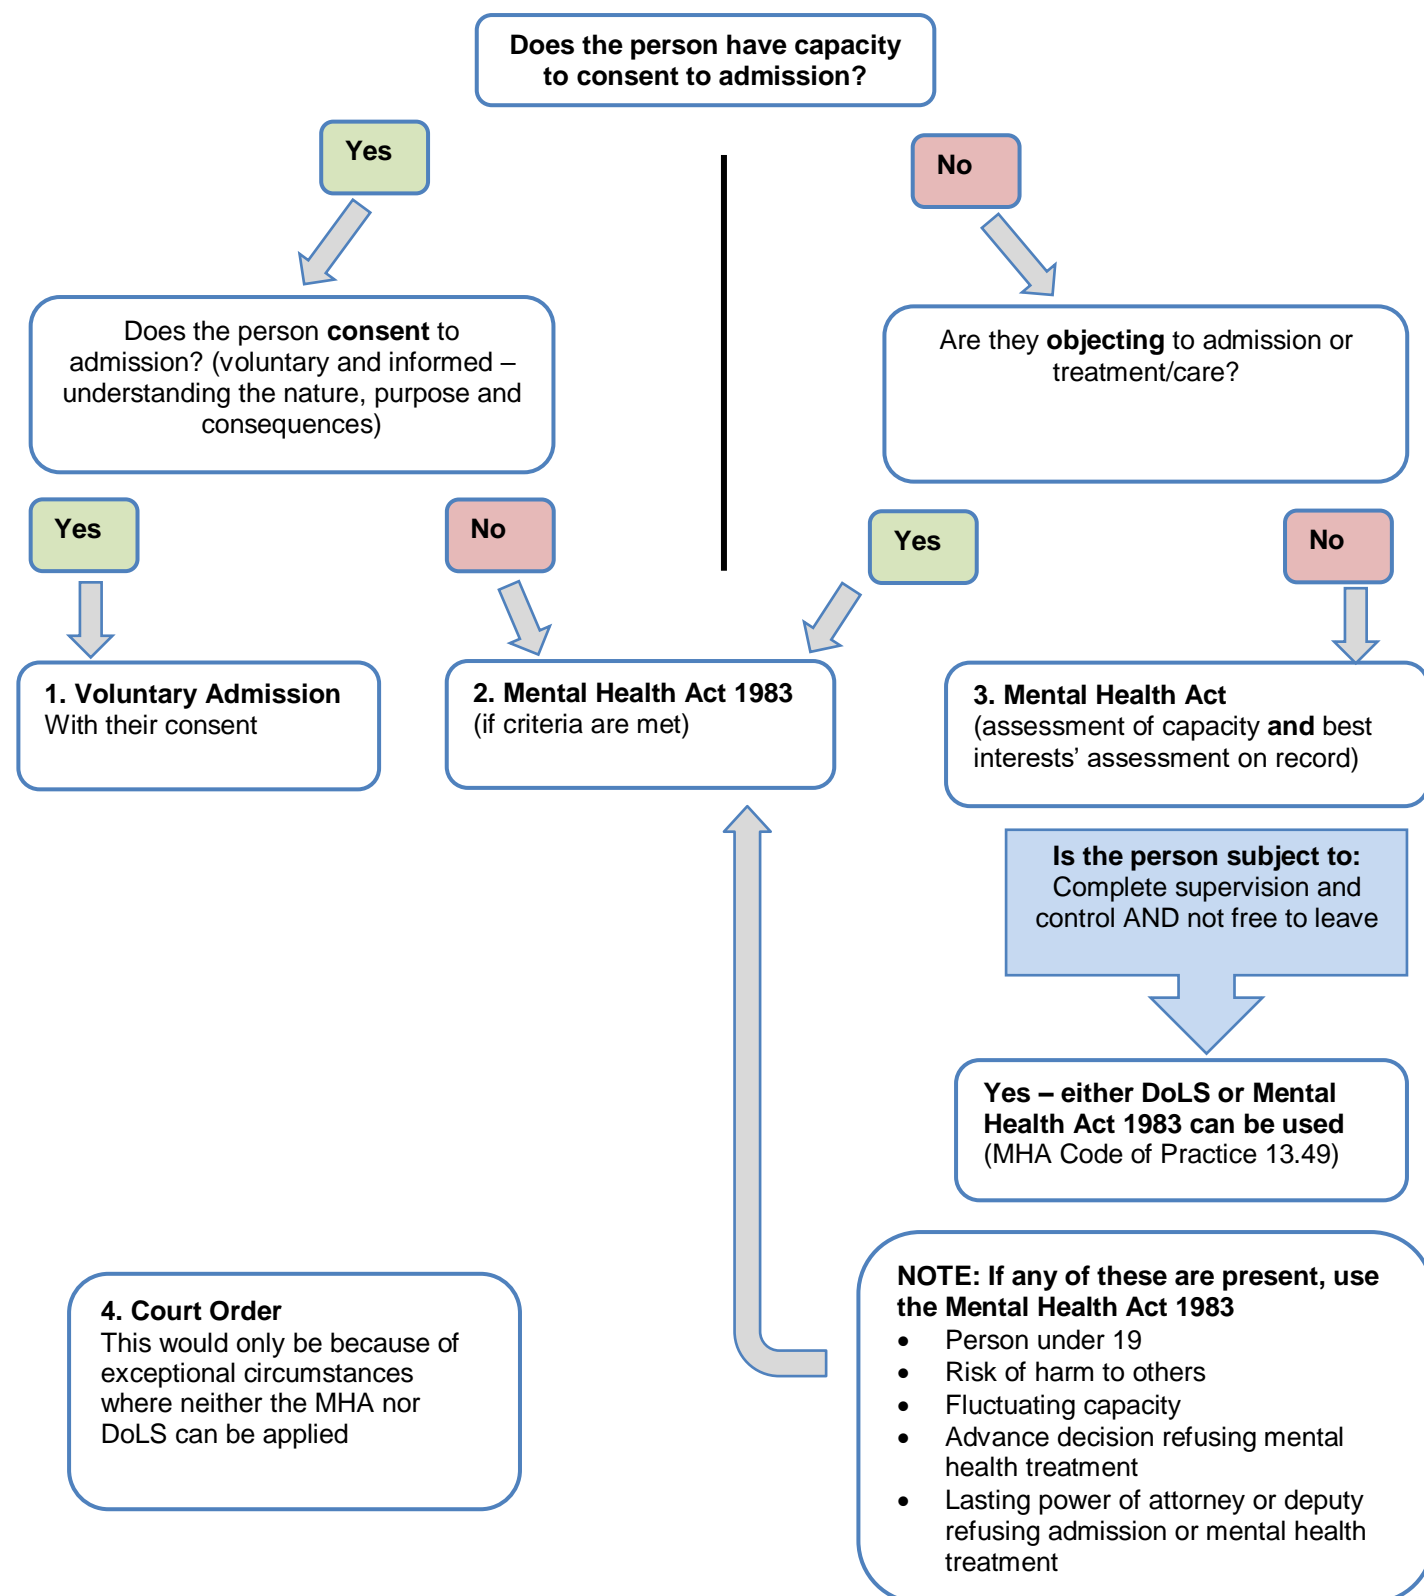 Does the person have capacity
to consent to admission?
Yes
No
Does the person consent to
admission? (voluntary and informed –
understanding the nature, purpose and
consequences)
Are they objecting to admission or
treatment/care?
Yes
No
Yes
No
1. Voluntary Admission
With their consent
2. Mental Health Act 1983
(if criteria are met)
3. Mental Health Act
(assessment of capacity and best
interests’ assessment on record)
Is the person subject to:
Complete supervision and
control AND not free to leave
Yes – either DoLS or Mental
Health Act 1983 can be used
(MHA Code of Practice 13.49)
4. Court Order
This would only be because of
exceptional circumstances
where neither the MHA nor
DoLS can be applied
NOTE: If any of these are present, use
the Mental Health Act 1983
• Person under 19
• Risk of harm to others
• Fluctuating capacity
• Advance decision refusing mental
health treatment
• Lasting power of attorney or deputy
refusing admission or mental health
treatment